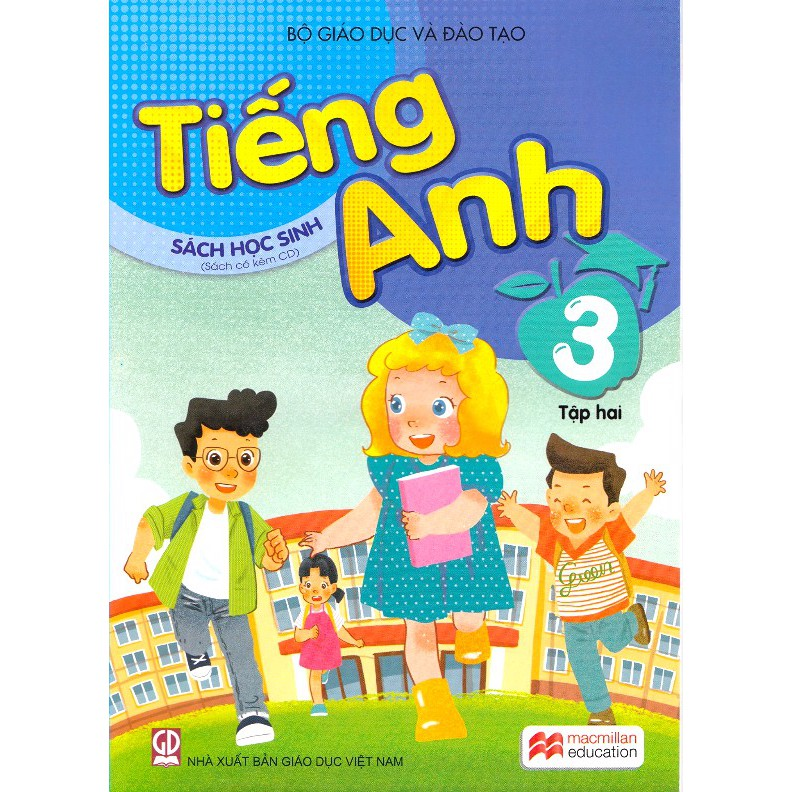 BỘ GIÁO DỤC VÀ ĐÀO TẠO
Tiếng
Anh
SÁCH HỌC SINH
(Sách có kèm CD)
3
Tập hai
Green
GD
NHÀ XUẤT BẢN GIÁO DỤC VIỆT NAM
macmillan
education